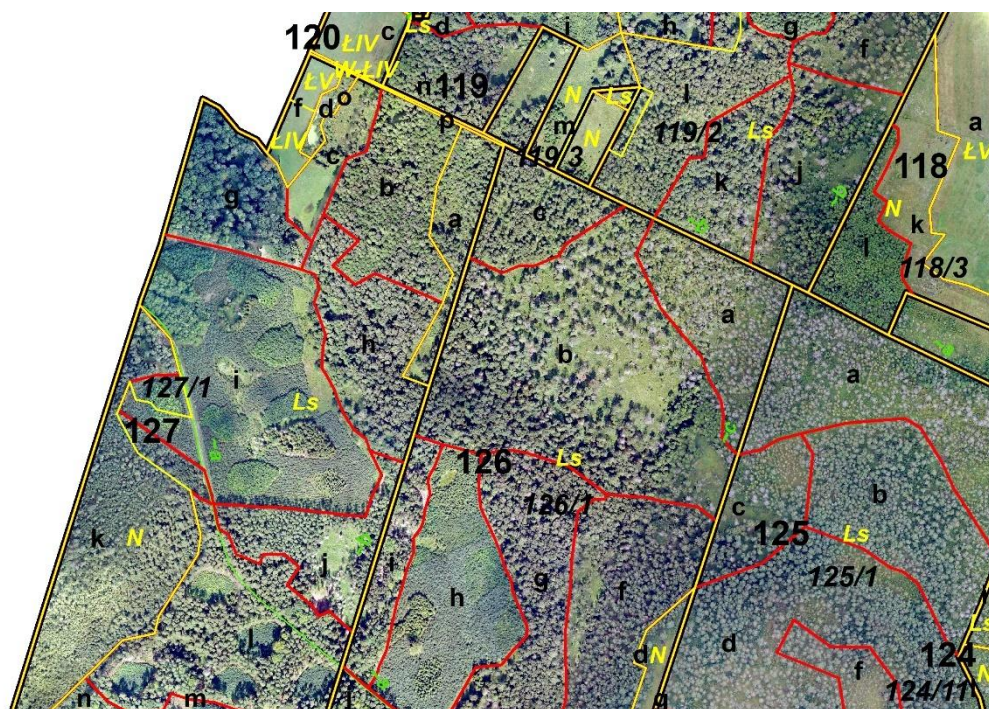 Ls d i h g
120 ŁIV c f
ŁV W-ŁIV n 119 N Ls l a
f d o p m N 119/2 Ls 118 ŁV
ŁIV c 119/3 j
g b a c k N k
l 118/3
h b a a
127/1 i Ls
127 126 Ls b
126/1 c 125 Ls
k N j i h g f 125/1
l d N d 124 Ls
n m l g f 124/11 N